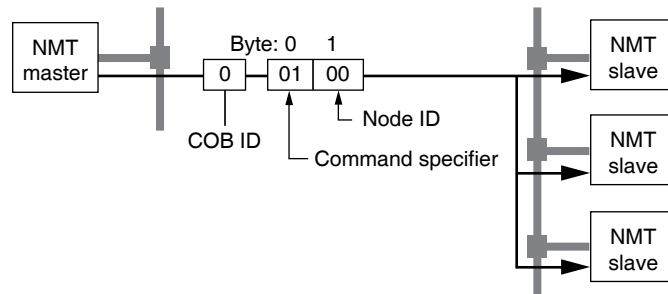 NMT
master
Byte: 0 1
0
01 00
COB ID
Node ID
Command specifier
NMT
slave
NMT
slave
NMT
slave